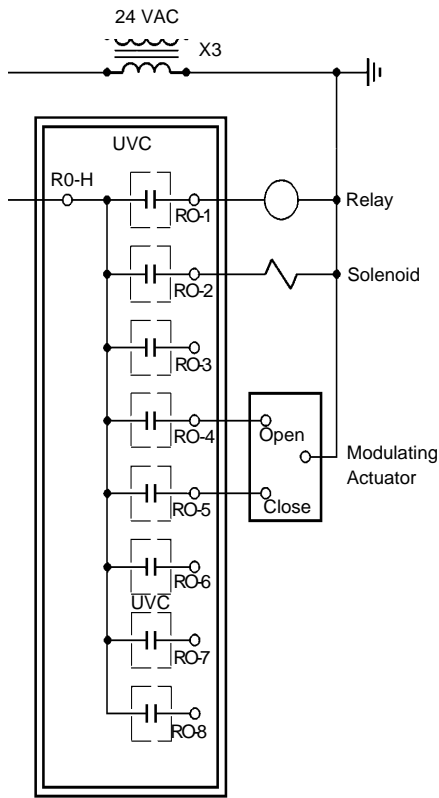 24 VAC
X3
UVC
R0-H
RO-1
Relay
RO-2
Solenoid
RO-3
RO-4
Open
Modulating
Actuator
RO-5
Close
RO-6
UVC
RO-7
RO-8